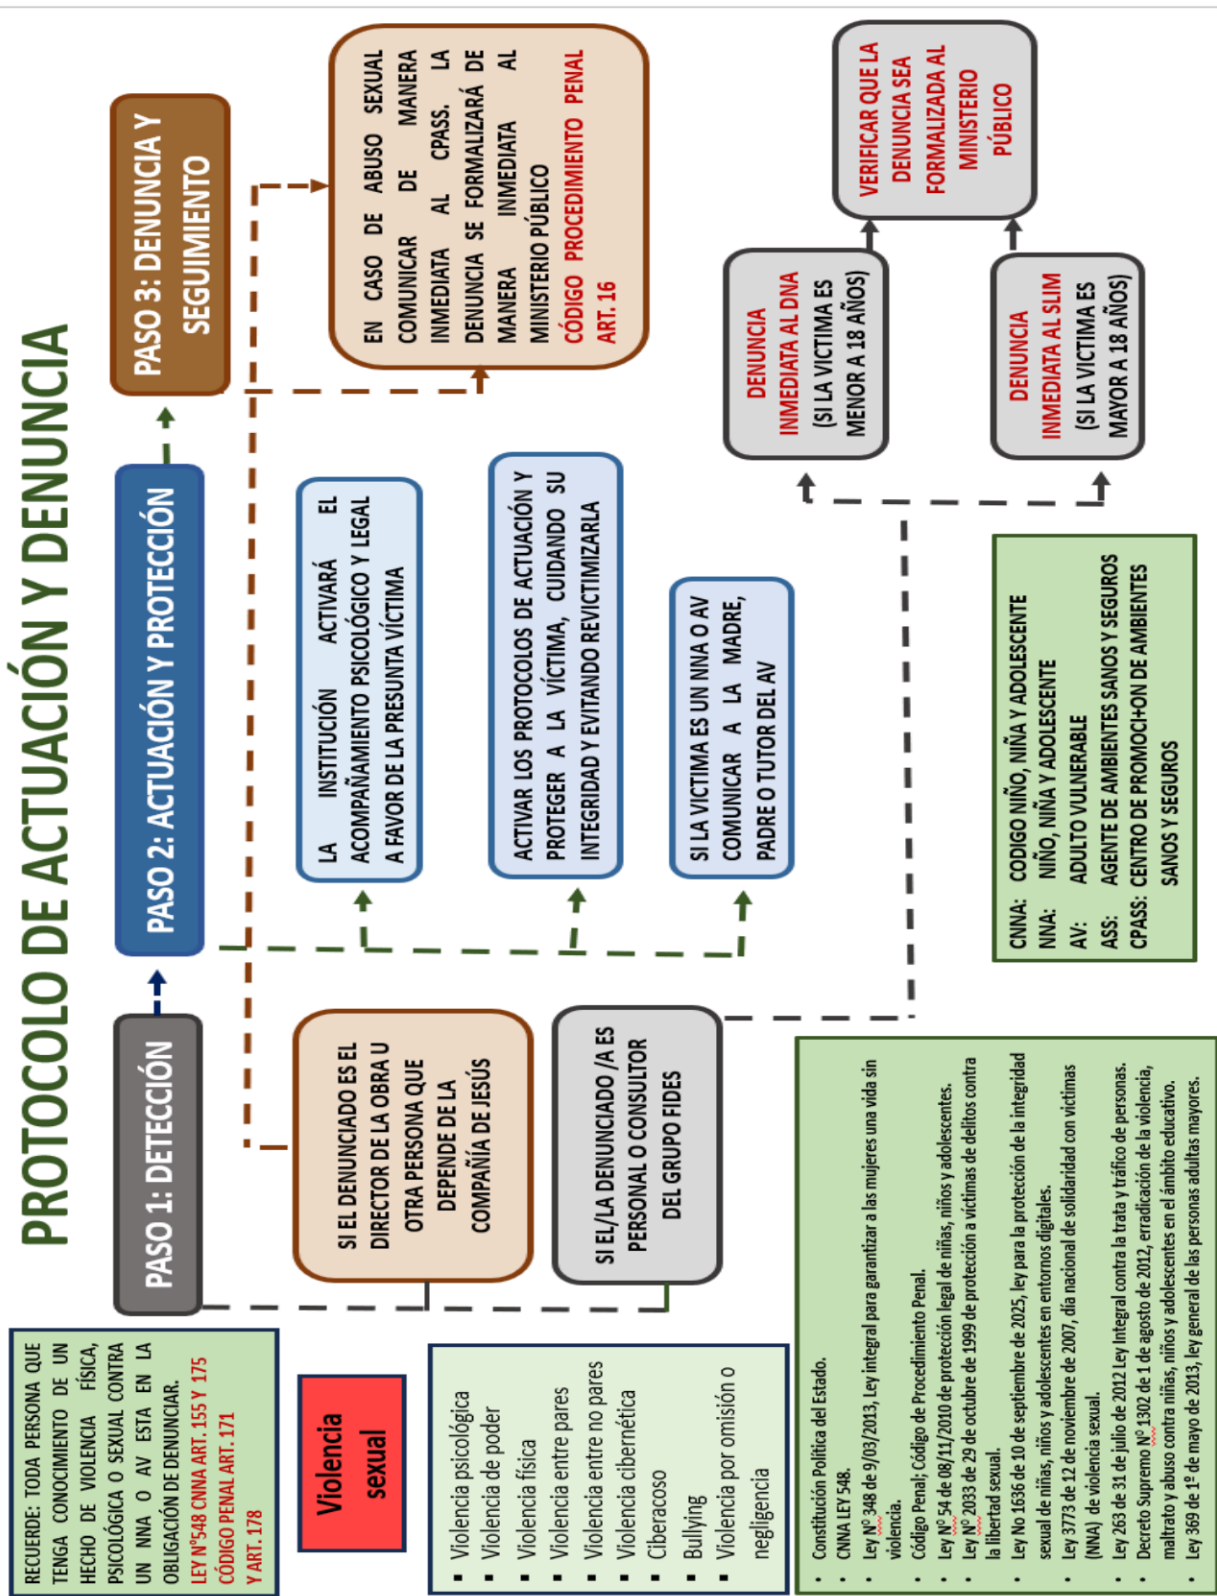 PROTOCOLO DE ACTUACIÓN Y DENUNCIA
RECUERDE: TODA PERSONA QUE
TENGA CONOCIMIENTO DE UN
HECHO DE VIOLENCIA FÍSICA,
PSICOLÓGICA O SEXUAL CONTRA
UN NNA O AV ESTA EN LA
OBLIGACIÓN DE DENUNCIAR.
LEY N°548 CNNA ART. 155 Y 175
CÓDIGO PENAL ART. 171
Y ART. 178
PASO 1: DETECCIÓN
PASO 2: ACTUACIÓN Y PROTECCIÓN
PASO 3: DENUNCIA Y
SEGUIMIENTO
Violencia
sexual
▪ Violencia psicológica
▪ Violencia de poder
▪ Violencia física
▪ Violencia entre pares
▪ Violencia entre no pares
▪ Violencia cibernética
▪ Ciberacoso
▪ Bullying
▪ Violencia por omisión o
negligencia
SI EL DENUNCIADO ES EL
DIRECTOR DE LA OBRA U
OTRA PERSONA QUE
DEPENDE DE LA
COMPAÑÍA DE JESÚS
SI EL/LA DENUNCIADO /A ES
PERSONAL O CONSULTOR
DEL GRUPO FIDES
LA INSTITUCIÓN ACTIVARÁ EL
ACOMPAÑAMIENTO PSICOLÓGICO Y LEGAL
A FAVOR DE LA PRESUNTA VÍCTIMA
ACTIVAR LOS PROTOCOLOS DE ACTUACIÓN Y
PROTEGER A LA VÍCTIMA, CUIDANDO SU
INTEGRIDAD Y EVITANDO REVICTIMIZARLA
SI LA VICTIMA ES UN NNA O AV
COMUNICAR A LA MADRE,
PADRE O TUTOR DEL AV
EN CASO DE ABUSO SEXUAL
COMUNICAR DE MANERA
INMEDIATA AL CPASS. LA
DENUNCIA SE FORMALIZARÁ DE
MANERA INMEDIATA AL
MINISTERIO PÚBLICO
CÓDIGO PROCEDIMIENTO PENAL
ART. 16
DENUNCIA
INMEDIATA AL DNA
(SI LA VICTIMA ES
MENOR A 18 AÑOS)
DENUNCIA
INMEDIATA AL SLIM
(SI LA VICTIMA ES
MAYOR A 18 AÑOS)
VERIFICAR QUE LA
DENUNCIA SEA
FORMALIZADA AL
MINISTERIO
PÚBLICO
• Constitución Política del Estado.
• CNNA LEY 548.
• Ley Nº 348 de 9/03/2013, Ley integral para garantizar a las mujeres una vida sin
violencia.
• Código Penal; Código de Procedimiento Penal.
• Ley Nº 54 de 08/11/2010 de protección legal de niñas, niños y adolescentes.
• Ley Nº 2033 de 29 de octubre de 1999 de protección a víctimas de delitos contra
la libertad sexual.
• Ley No 1636 de 10 de septiembre de 2025, ley para la protección de la integridad
sexual de niñas, niños y adolescentes en entornos digitales.
• Ley 3773 de 12 de noviembre de 2007, día nacional de solidaridad con víctimas
(NNA) de violencia sexual.
• Ley 263 de 31 de julio de 2012 Ley Integral contra la trata y tráfico de personas.
• Decreto Supremo Nº 1302 de 1 de agosto de 2012, erradicación de la violencia,
maltrato y abuso contra niñas, niños y adolescentes en el ámbito educativo.
• Ley 369 de 1º de mayo de 2013, ley general de las personas adultas mayores.
CNNA: CODIGO NIÑO, NIÑA Y ADOLESCENTE
NNA: NIÑO, NIÑA Y ADOLESCENTE
AV: ADULTO VULNERABLE
ASS: AGENTE DE AMBIENTES SANOS Y SEGUROS
CPASS: CENTRO DE PROMOCI+ON DE AMBIENTES
SANOS Y SEGUROS